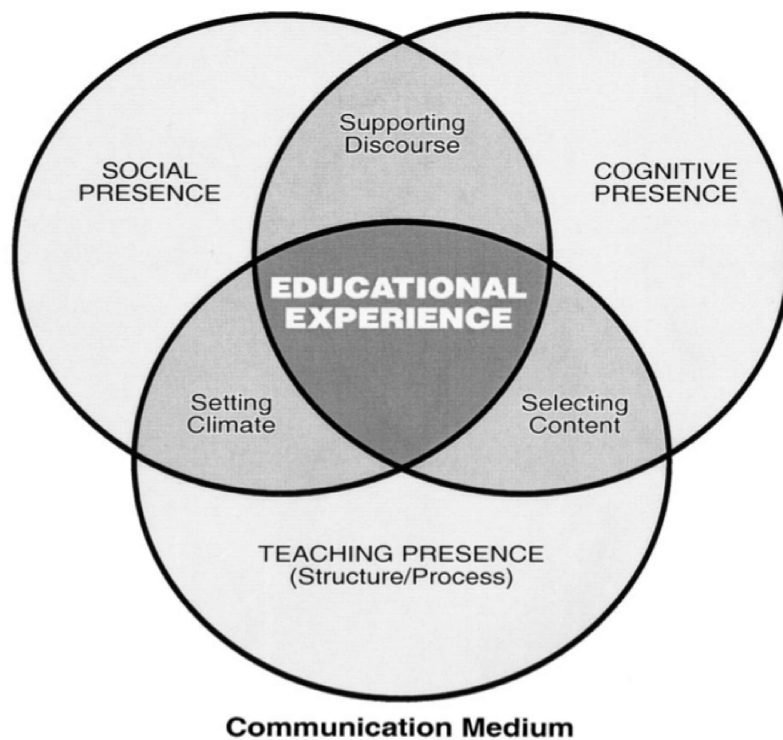 Supporting
Discourse
SOCIAL
PRESENCE
COGNITIVE
PRESENCE
EDUCATIONAL
EXPERIENCE
Setting
Climate
Selecting
Content
TEACHING PRESENCE
(Structure/Process)
Communication Medium